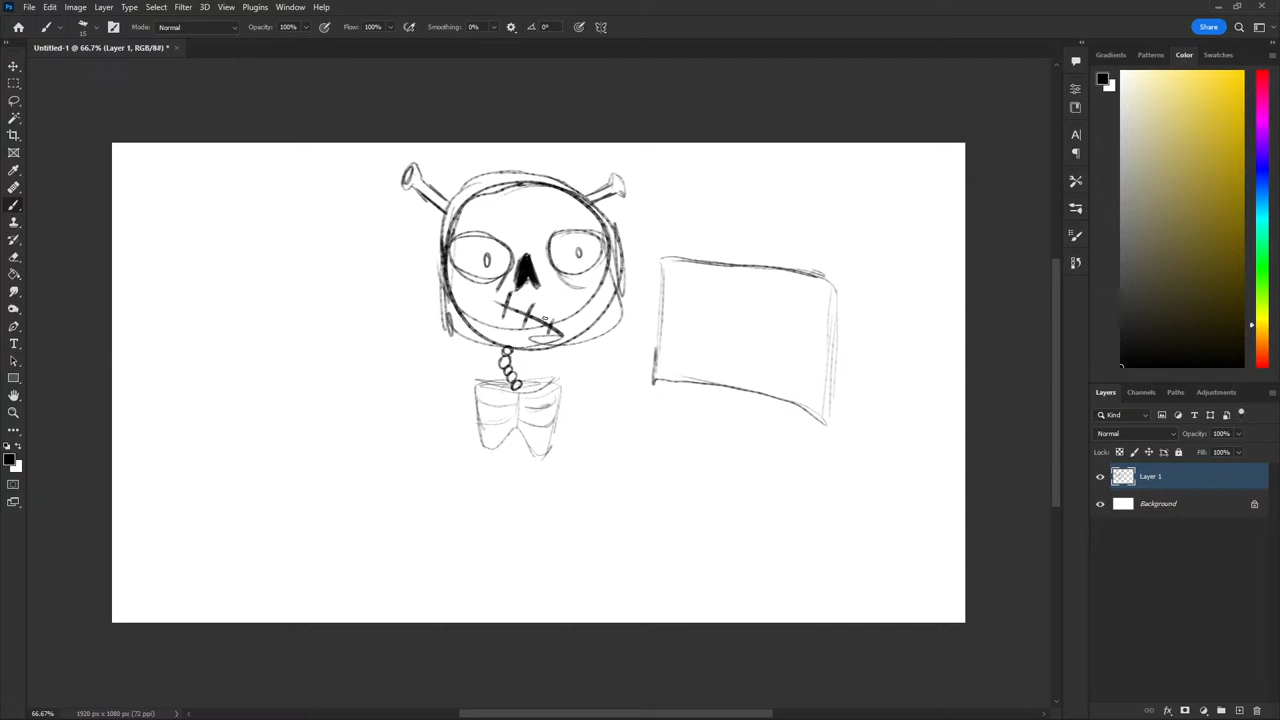 File Edit Image Layer Type Select Filter 3D View Plugins Window Help
15 Mode: Normal Opacity: 100% Flow: 100% Smoothing: 0% 0° Share
Untitled-1 @ 66.7% (Layer 1, RGB/8#) *
Gradients Patterns Color Swatches
Layers Channels Paths Adjustments
Kind
Normal Opacity: 100%
Lock: Fill: 100%
Layer 1
Background
66.67% 1920 px x 1080 px (72 ppi)